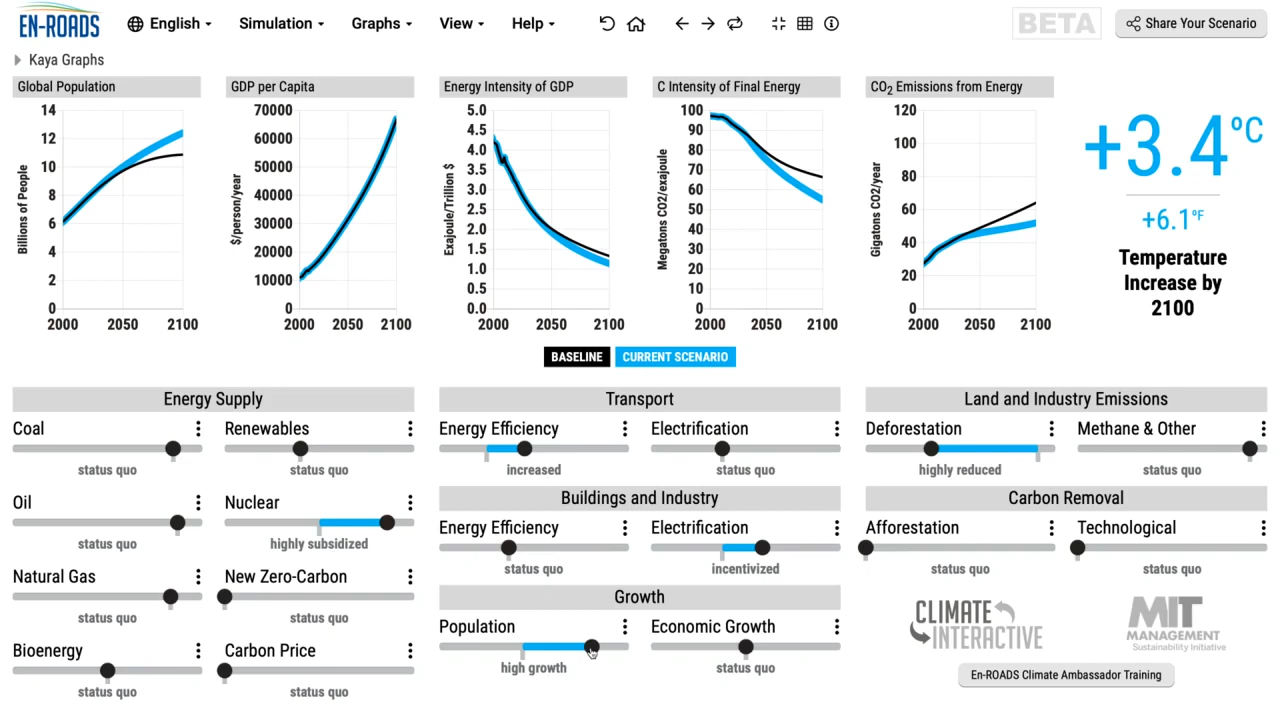 EN-ROADS
English
Simulation
Graphs
View
Help
BETA
Share Your Scenario
Kaya Graphs
Global Population
GDP per Capita
Energy Intensity of GDP
C Intensity of Final Energy
CO2 Emissions from Energy
Billions of People
14
12
10
8
6
4
2
0
2000 2050 2100
$/person/year
70000
60000
50000
40000
30000
20000
10000
0
2000 2050 2100
Exajoule/Trillion $
5.0
4.5
4.0
3.5
3.0
2.5
2.0
1.5
1.0
0.5
0.0
2000 2050 2100
Megatons CO2/exajoule
100
90
80
70
60
50
40
30
20
10
0
2000 2050 2100
Gigatons CO2/year
120
100
80
60
40
20
0
2000 2050 2100
+3.4ºC
+6.1ºF
Temperature
Increase by
2100
BASELINE
CURRENT SCENARIO
Energy Supply
Coal
status quo
Renewables
status quo
Oil
status quo
Nuclear
highly subsidized
Natural Gas
status quo
New Zero-Carbon
status quo
Bioenergy
status quo
Carbon Price
status quo
Transport
Energy Efficiency
increased
Electrification
status quo
Buildings and Industry
Energy Efficiency
status quo
Electrification
incentivized
Growth
Population
high growth
Economic Growth
status quo
Land and Industry Emissions
Deforestation
highly reduced
Methane & Other
status quo
Carbon Removal
Afforestation
status quo
Technological
status quo
CLIMATE
INTERACTIVE
MIT
MANAGEMENT
Sustainability Initiative
En-ROADS Climate Ambassador Training